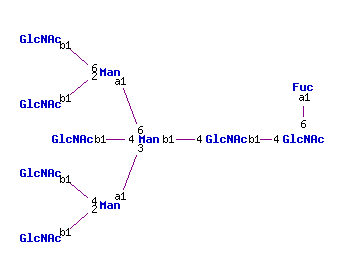 GlcNAc b1
6 Man a1
2
GlcNAc b1
Fuc
a1
6
GlcNAc b1 4 Man b1 4 GlcNAc b1 4 GlcNAc
6
3
GlcNAc b1
4 Man a1
2
GlcNAc b1